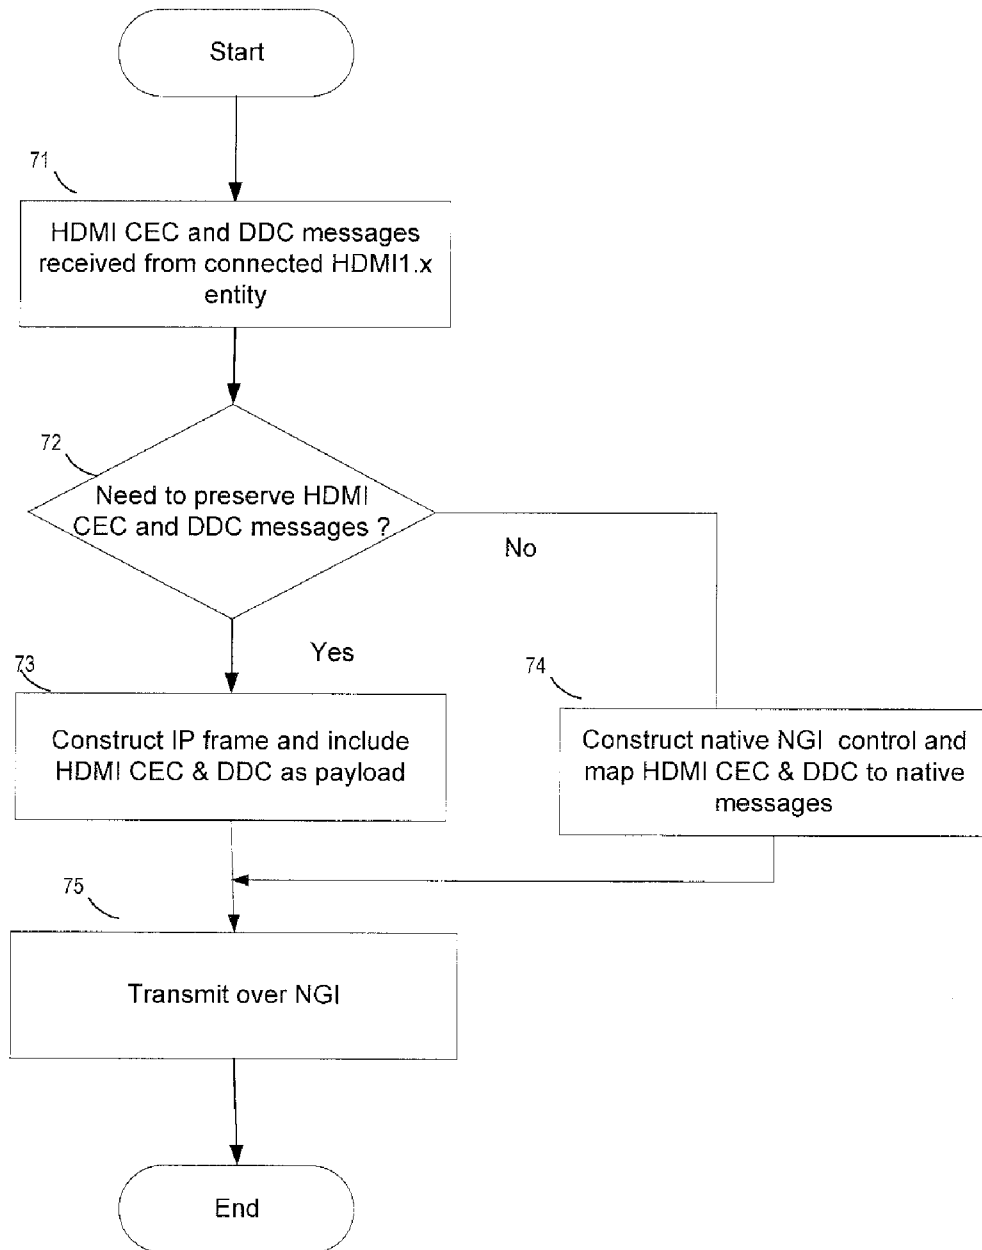 Start
71
HDMI CEC and DDC messages
received from connected HDMI1.x
entity
72
Need to preserve HDMI
CEC and DDC messages ?
No
Yes
73
Construct IP frame and include
HDMI CEC & DDC as payload
74
Construct native NGI control and
map HDMI CEC & DDC to native
messages
75
Transmit over NGI
End